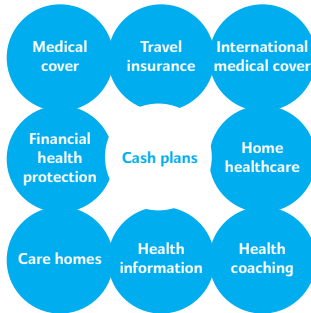 Medical
cover
Travel
insurance
International
medical cover
Financial
health
protection
Cash plans
Home
healthcare
Care homes
Health
information
Health
coaching